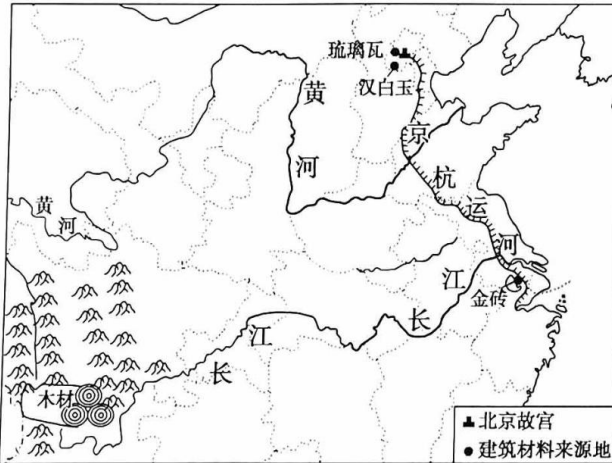 琉璃瓦
汉白玉
黄
河
京
杭
运
河
黄
河
金砖
江
长
江
长
木材
北京故宫
建筑材料来源地